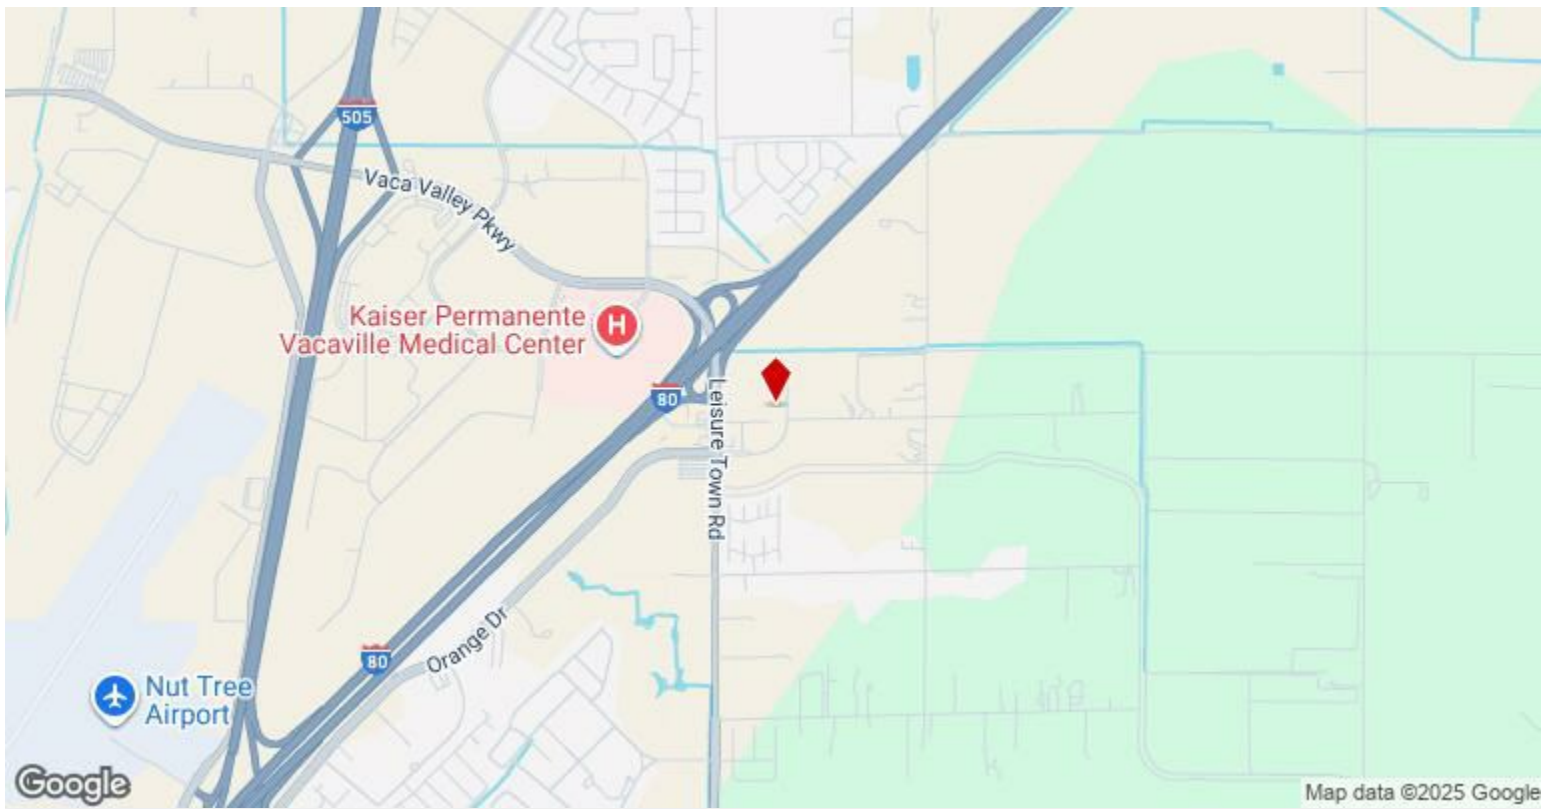 505
Vaca Valley Pkwy
Kaiser Permanente
Vacaville Medical Center
H
80
Leisure Town Rd
Orange Dr
80
Nut Tree
Airport
Google
Map data ©2025 Google